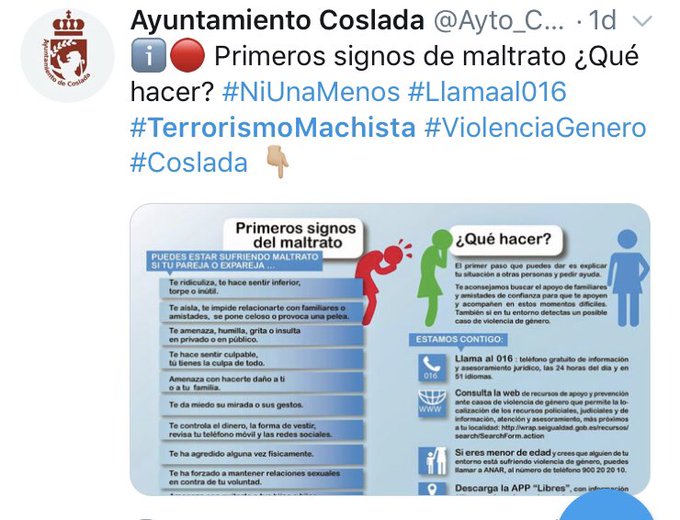 Ayuntamiento Coslada @Ayto_C... · 1d
Primeros signos de maltrato ¿Qué
hacer? #NiUnaMenos #Llamaal016
#TerrorismoMachista #ViolenciaGenero
#Coslada
Ayuntamiento de Coslada
Primeros signos
del maltrato
PUEDES ESTAR SUFRIENDO MALTRATO
SI TU PAREJA O EXPAREJA ...
Te ridiculiza, te hace sentir inferior,
torpe o inútil.
Te aisla, te impide relacionarte con familiares o
amistades, se pone celoso o provoca una pelea.
Te amenaza, humilla, grita o insulta
en privado o en público.
Te hace sentir culpable,
tú tienes la culpa de todo.
Amenaza con hacerte daño a ti
o a tu familia.
Te da miedo su mirada o sus gestos.
Te controla el dinero, la forma de vestir,
revisa tu teléfono móvil y las redes sociales.
Te ha agredido alguna vez físicamente.
Te ha forzado a mantener relaciones sexuales
en contra de tu voluntad.
¿Qué hacer?
El primer paso que puedes dar es explicar
tu situación a otras personas y pedir ayuda.
Te aconsejamos buscar el apoyo de familiares
y amistades de confianza para que te apoyen
y acompañen en estos momentos difíciles.
También si en tu entorno detectas un posible
caso de violencia de género.
ESTAMOS CONTIGO:
016
Llama al 016 : teléfono gratuito de información
y asesoramiento jurídico, las 24 horas del día y en
51 idiomas.
WWW
Consulta la web de recursos de apoyo y prevención
ante casos de violencia de género que permite la lo-
calización de los recursos policiales, judiciales y de
información, atención y asesoramiento, más próximos
a tu localidad: http://wrap.seigualdad.gob.es/recursos/
search/SearchForm.action
Si eres menor de edad y crees que alguien de tu
entorno está sufriendo violencia de género, puedes
llamar a ANAR, al número de teléfono 900 20 20 10.
Descarga la APP "Libres", con información